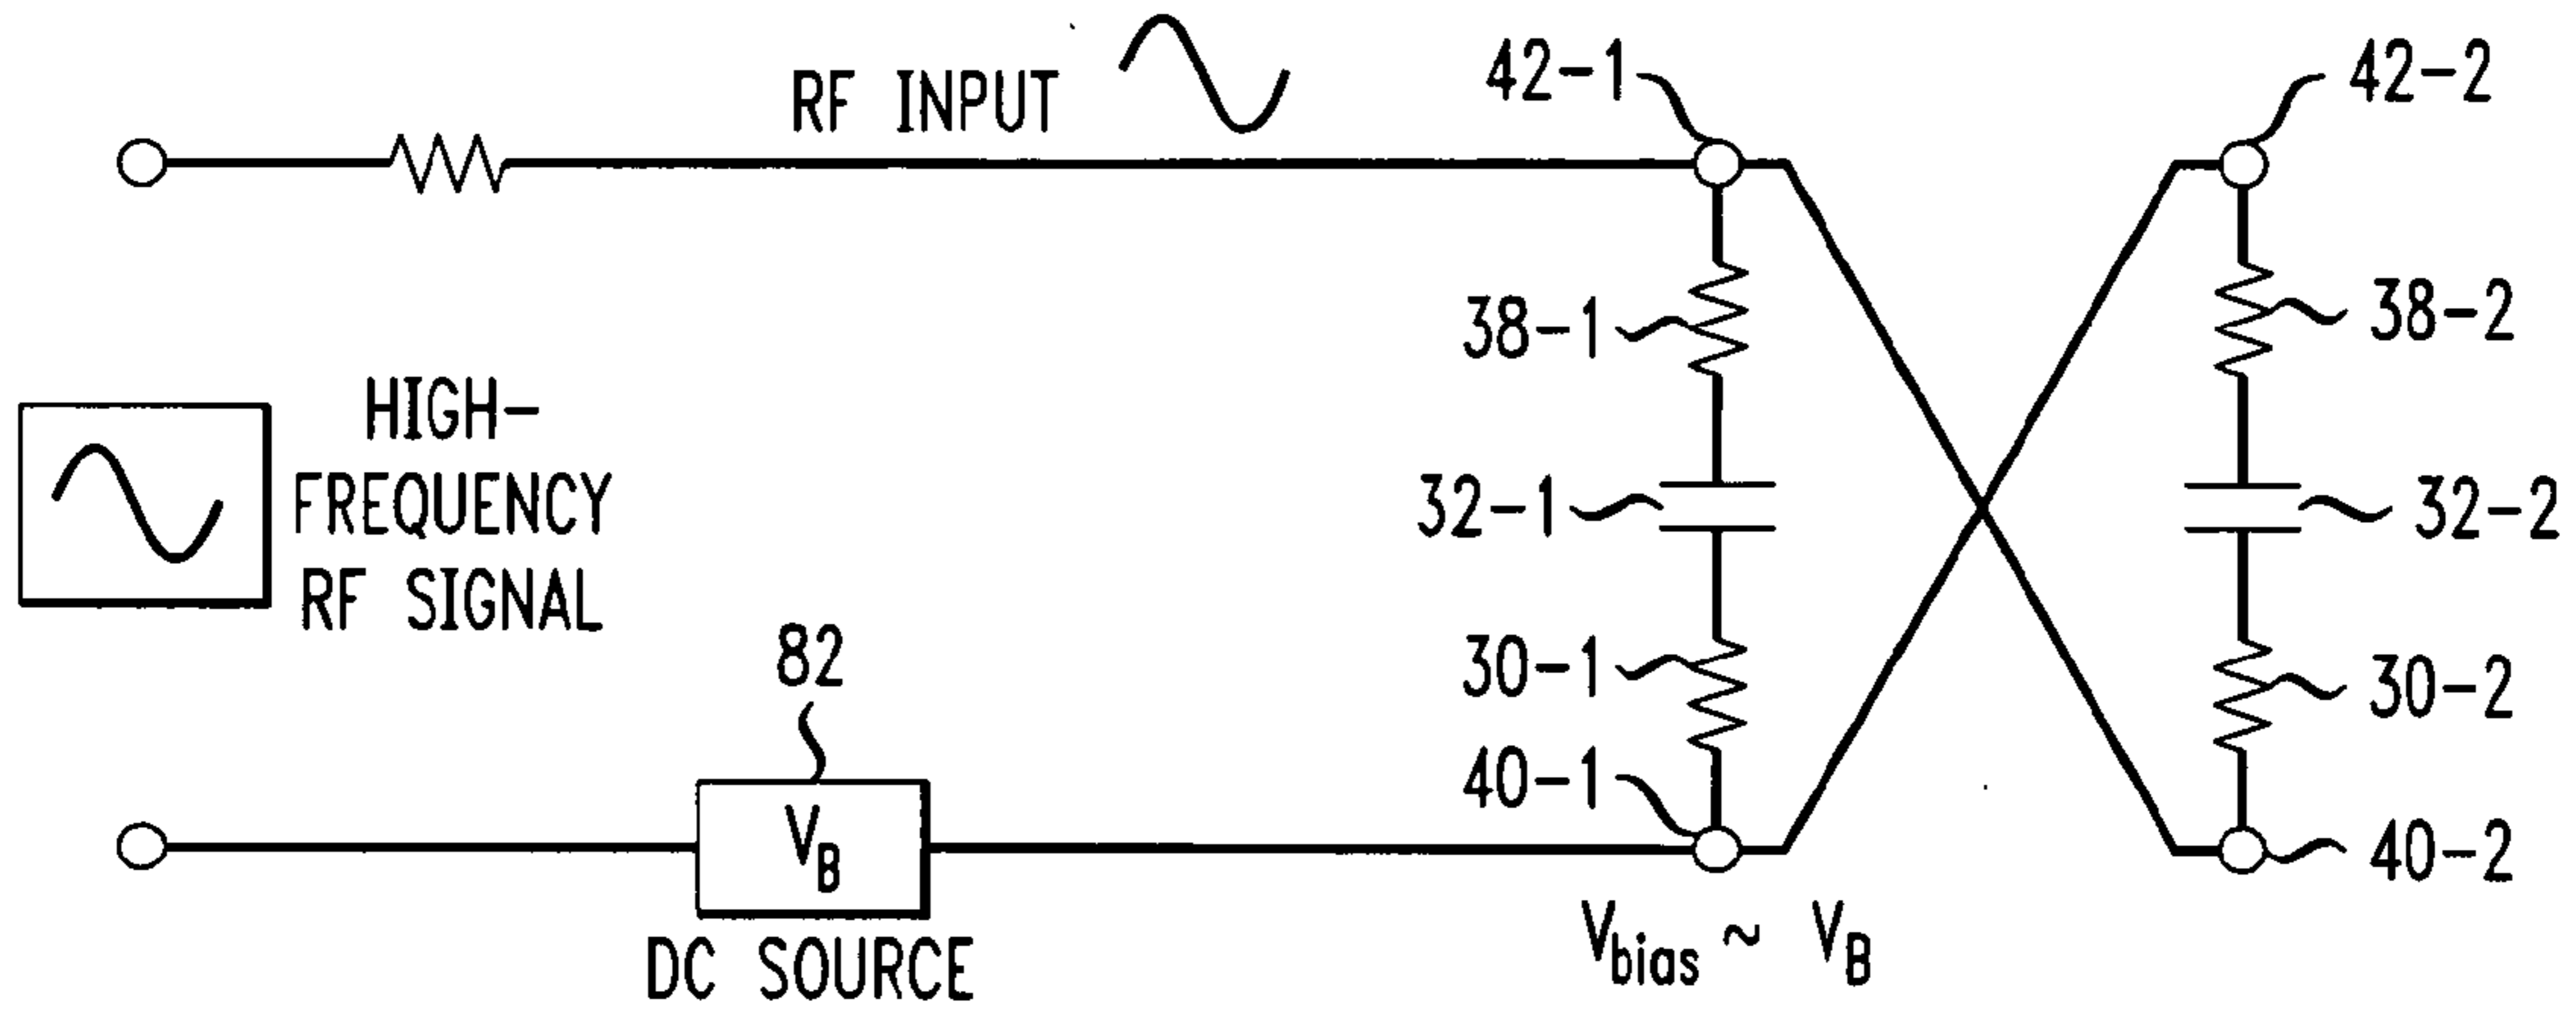 RF INPUT
42-1
42-2
38-1
38-2
HIGH-
FREQUENCY
RF SIGNAL
32-1
32-2
30-1
30-2
82
V_B
DC SOURCE
40-1
40-2
V_bias ~ V_B